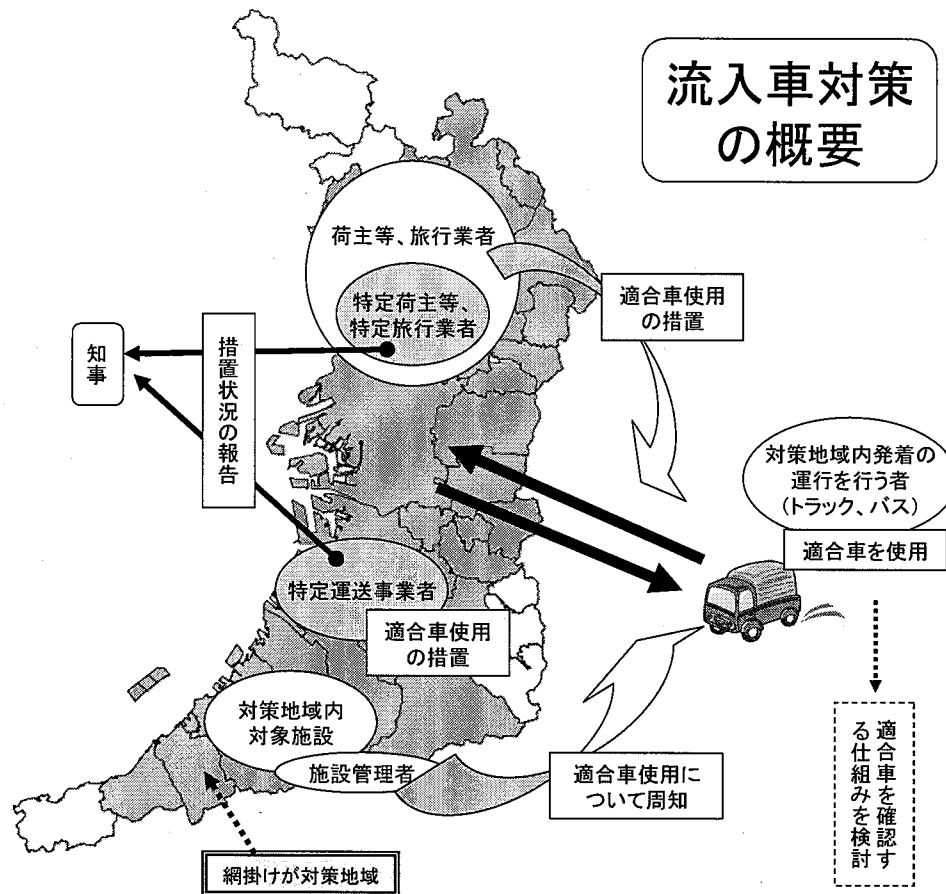 流入車対策
の概要
荷主等、旅行業者
特定荷主等、
特定旅行業者
適合車使用
の措置
知事
措置状況の報告
対策地域内発着の
運行を行う者
(トラック、バス)
適合車を使用
特定運送事業者
適合車使用
の措置
対策地域内
対象施設
施設管理者
適合車使用に
ついて周知
適合車を確認す
る仕組みを検討
網掛けが対策地域